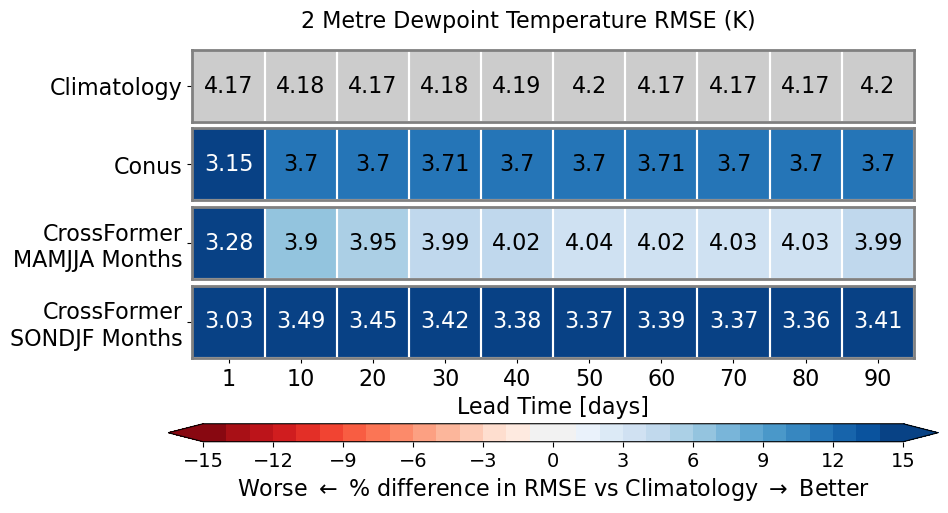 2 Metre Dewpoint Temperature RMSE (K)
Climatology 4.17 4.18 4.17 4.18 4.19 4.2 4.17 4.17 4.17 4.2
Conus 3.15 3.7 3.7 3.71 3.7 3.7 3.71 3.7 3.7 3.7
CrossFormer
MAMJJA Months 3.28 3.9 3.95 3.99 4.02 4.04 4.02 4.03 4.03 3.99
CrossFormer
SONDJF Months 3.03 3.49 3.45 3.42 3.38 3.37 3.39 3.37 3.36 3.41
1 10 20 30 40 50 60 70 80 90
Lead Time [days]
−15 −12 −9 −6 −3 0 3 6 9 12 15
Worse ← % difference in RMSE vs Climatology → Better